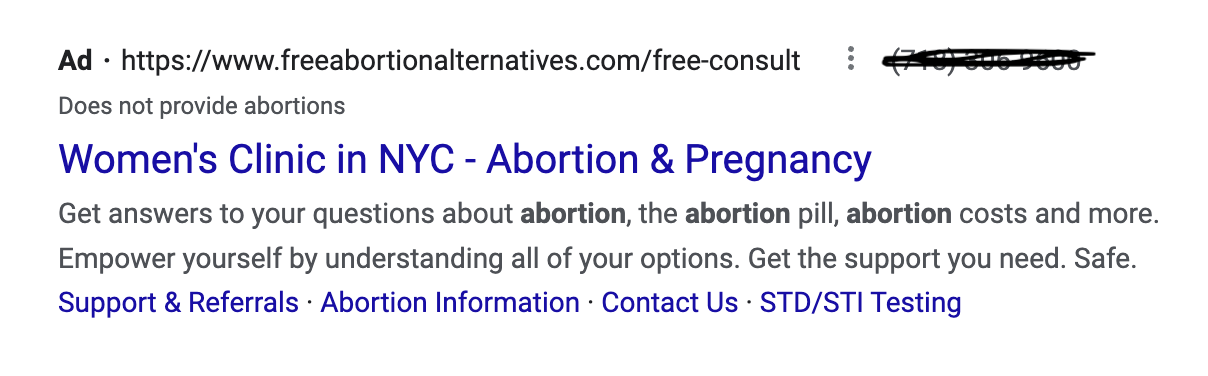 Ad · https://www.freeabortionalternatives.com/free-consult
Does not provide abortions
Women's Clinic in NYC - Abortion & Pregnancy
Get answers to your questions about abortion, the abortion pill, abortion costs and more.
Empower yourself by understanding all of your options. Get the support you need. Safe.
Support & Referrals · Abortion Information · Contact Us · STD/STI Testing